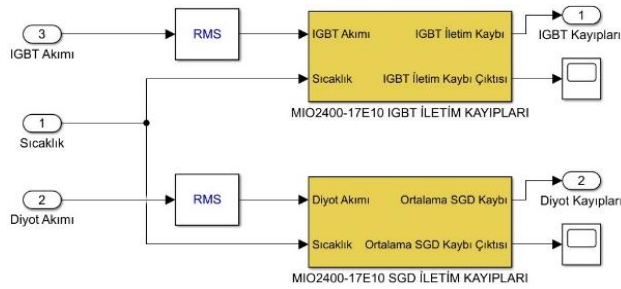 3
IGBT Akımı
RMS
IGBT Akımı
IGBT İletim Kaybı
1
IGBT Kayıpları
Sıcaklık
IGBT İletim Kaybı Çıktısı
MIO2400-17E10 IGBT İLETİM KAYIPLARI
1
Sıcaklık
2
Diyot Akımı
RMS
Diyot Akımı
Ortalama SGD Kaybı
2
Diyot Kayıpları
Sıcaklık
Ortalama SGD Kaybı Çıktısı
MIO2400-17E10 SGD İLETİM KAYIPLARI